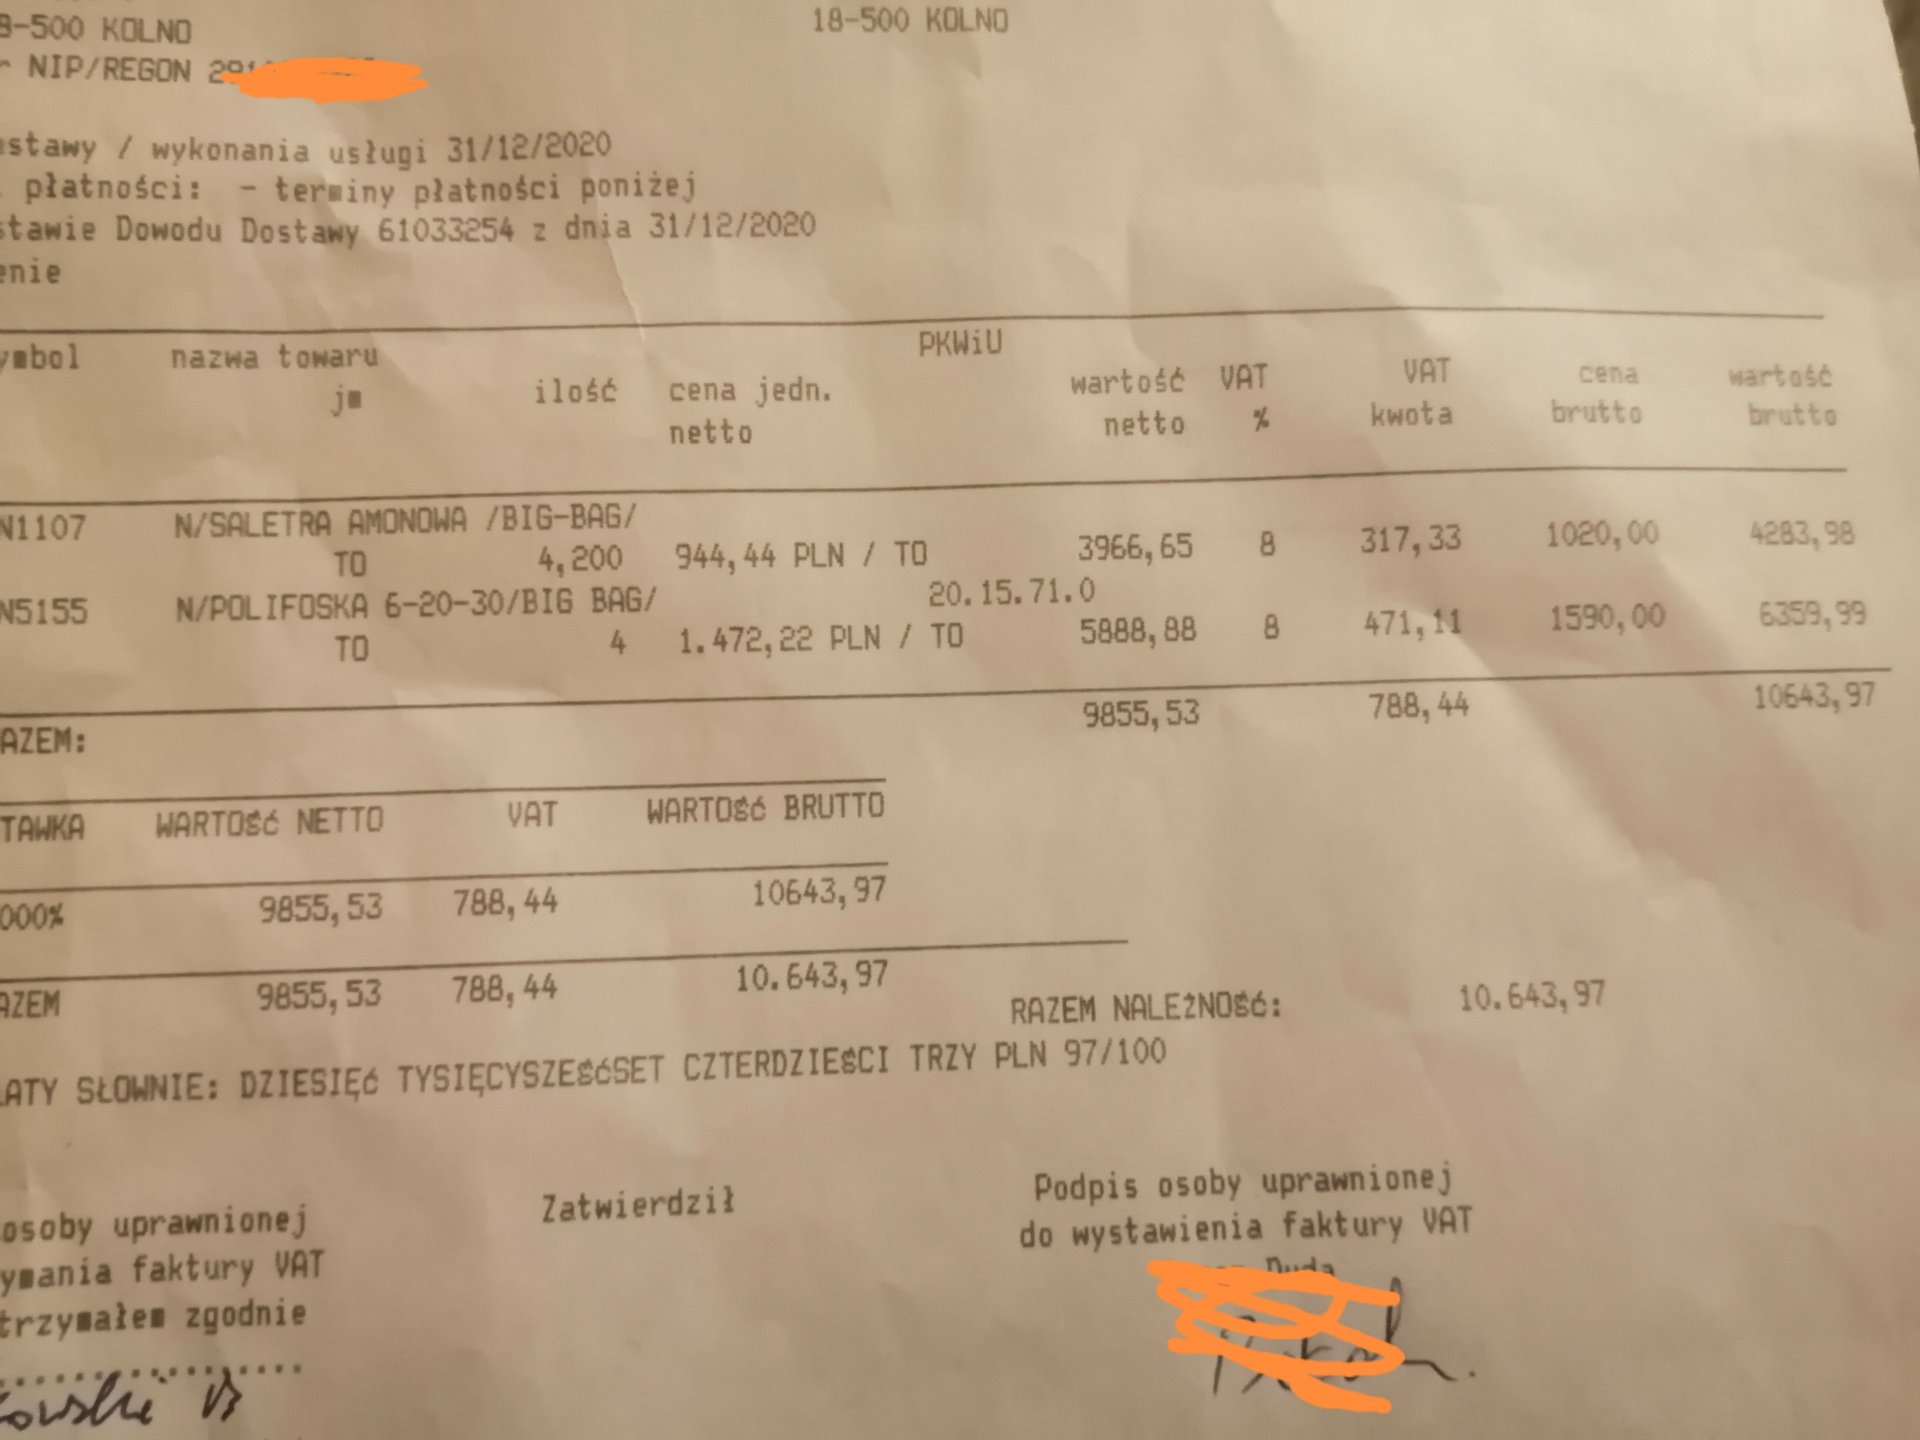 8-500 KOLNO 18-500 KOLNO
NIP/REGON
stawy / wykonania usługi 31/12/2020
płatności: - terminy płatności poniżej
stawie Dowodu Dostawy 61033254 z dnia 31/12/2020
enie
ymbol nazwa towaru PKWiU
jm ilość cena jedn. wartość VAT VAT cena wartość
netto netto % kwota brutto brutto
N1107 N/SALETRA AMONOWA /BIG-BAG/
TO 4,200 944,44 PLN / TO 3966,65 8 317,33 1020,00 4283,98
N5155 N/POLIFOSKA 6-20-30/BIG BAG/ 20.15.71.0
TO 4 1.472,22 PLN / TO 5888,88 8 471,11 1590,00 6359,99
AZEM: 9855,53 788,44 10643,97
TAWKA WARTOŚĆ NETTO VAT WARTOŚĆ BRUTTO
000% 9855,53 788,44 10643,97
AZEM 9855,53 788,44 10.643,97
RAZEM NALEŻNOŚĆ: 10.643,97
ATY SŁOWNIE: DZIESIĘĆ TYSIĘCYSZEŚĆSET CZTERDZIEŚCI TRZY PLN 97/100
osoby uprawnionej Zatwierdził Podpis osoby uprawnionej
ymania faktury VAT do wystawienia faktury VAT
trzymałem zgodnie Duda